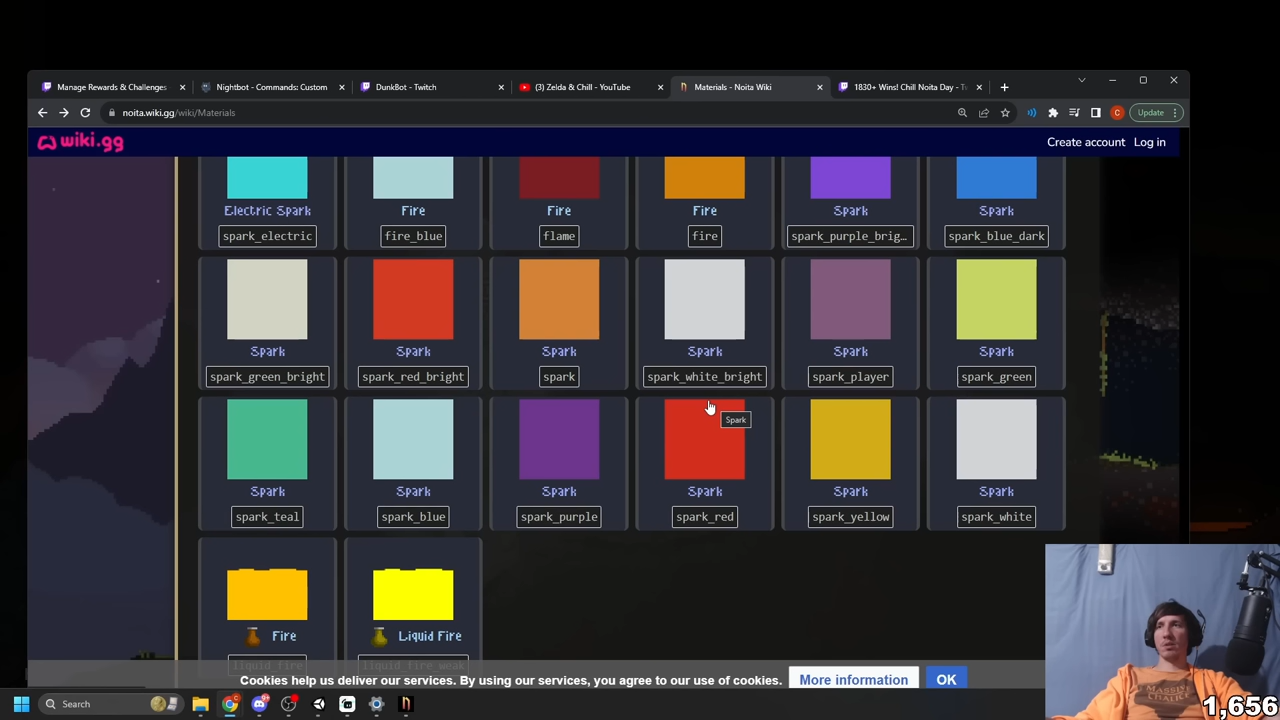 Manage Rewards & Challenges
Nightbot - Commands: Custom
DunkBot - Twitch
(3) Zelda & Chill - YouTube
Materials - Noita Wiki
1830+ Wins! Chill Noita Day - T
noita.wiki.gg/wiki/Materials
C
Update
wiki.gg
Create account
Log in
Electric Spark
Fire
Fire
Fire
Spark
Spark
spark_electric
fire_blue
flame
fire
spark_purple_brig…
spark_blue_dark
Spark
Spark
Spark
Spark
Spark
Spark
spark_green_bright
spark_red_bright
spark
spark_white_bright
spark_player
spark_green
Spark
Spark
Spark
Spark
Spark
Spark
Spark
spark_teal
spark_blue
spark_purple
spark_red
spark_yellow
spark_white
Fire
Liquid Fire
liquid_fire
liquid_fire_weak
Cookies help us deliver our services. By using our services, you agree to our use of cookies.
More information
OK
MASSIVE
CHALICE
Search
1,656